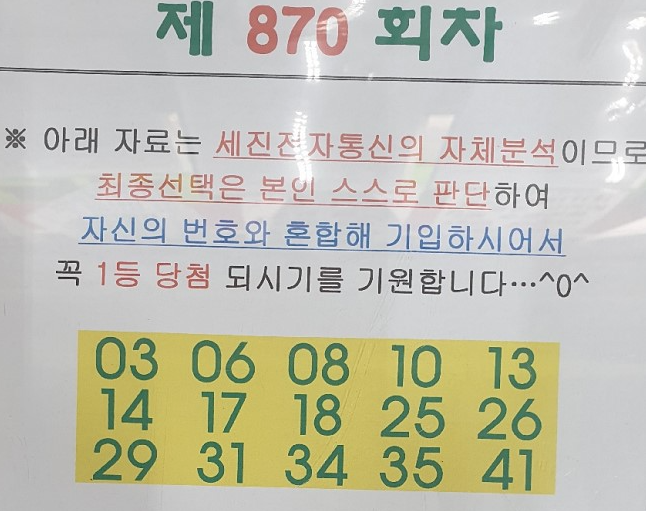 제 870 회차
※ 아래 자료는 세진전자통신의 자체분석이므로
최종선택은 본인 스스로 판단하여
자신의 번호와 혼합해 기입하시어서
꼭 1등 당첨 되시기를 기원합니다…^0^
03 06 08 10 13
14 17 18 25 26
29 31 34 35 41